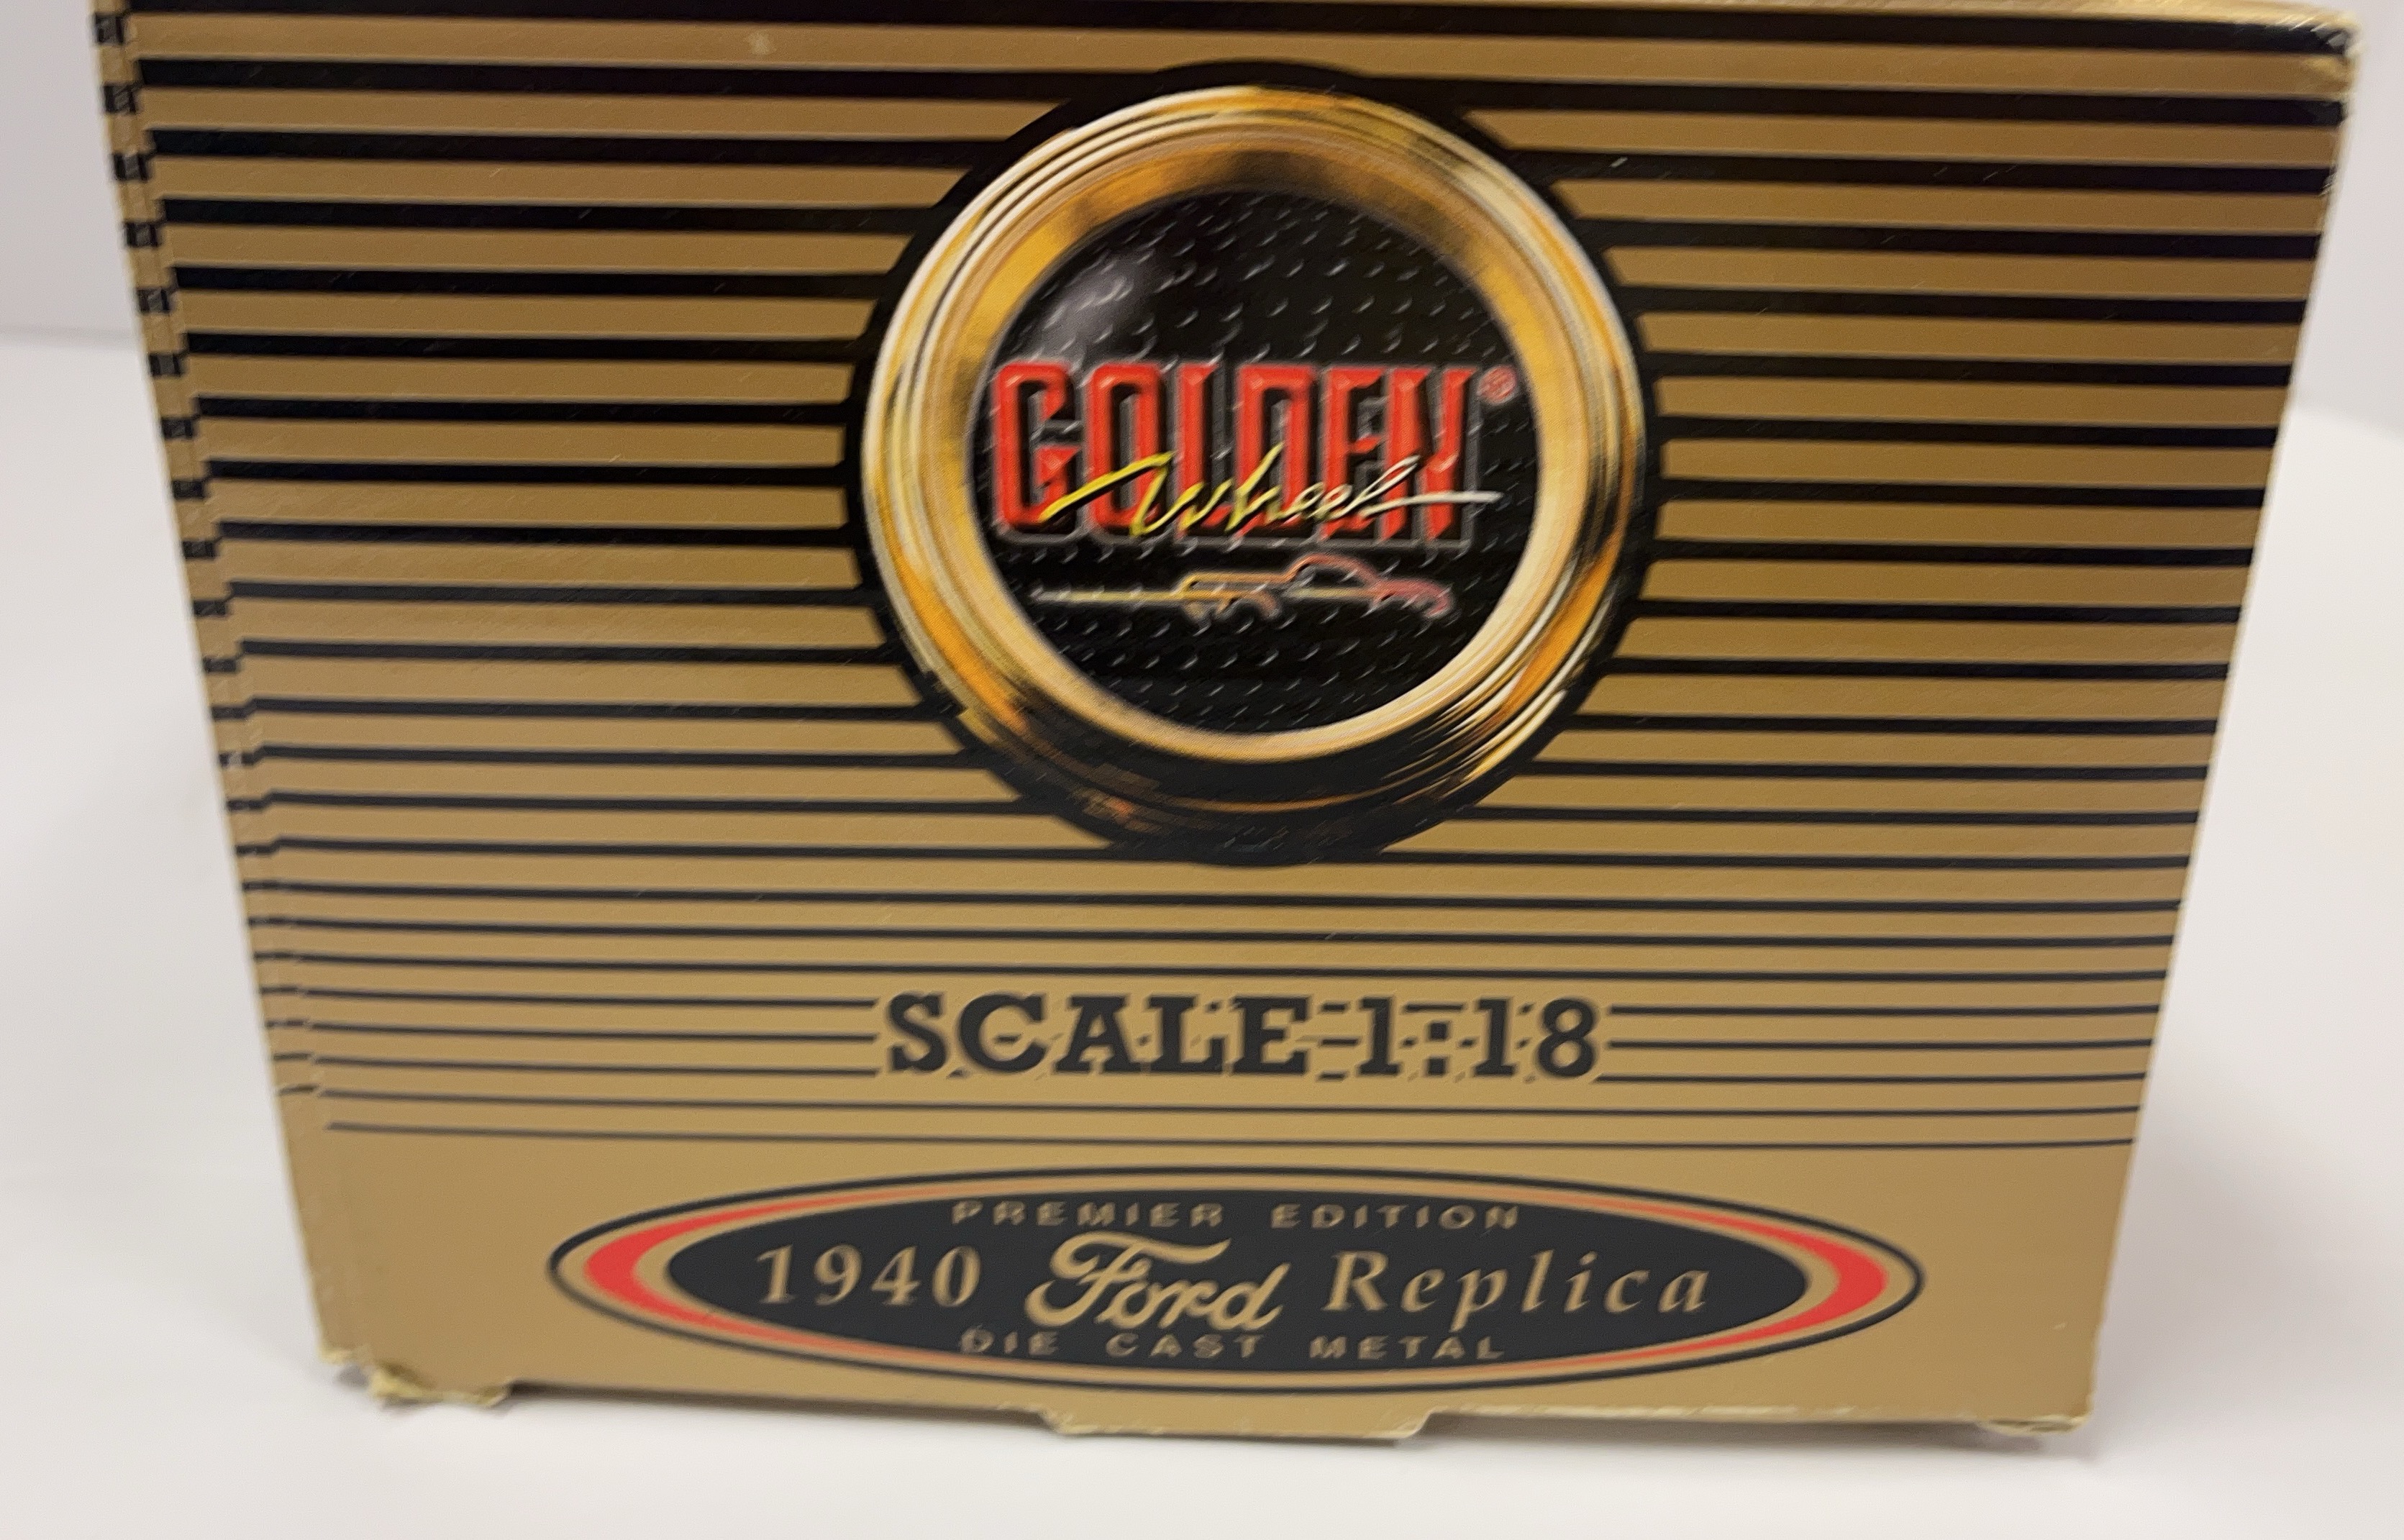 GOLDEN®
Wheel
SCALE 1:18
PREMIER EDITION
1940 Ford Replica
DIE CAST METAL